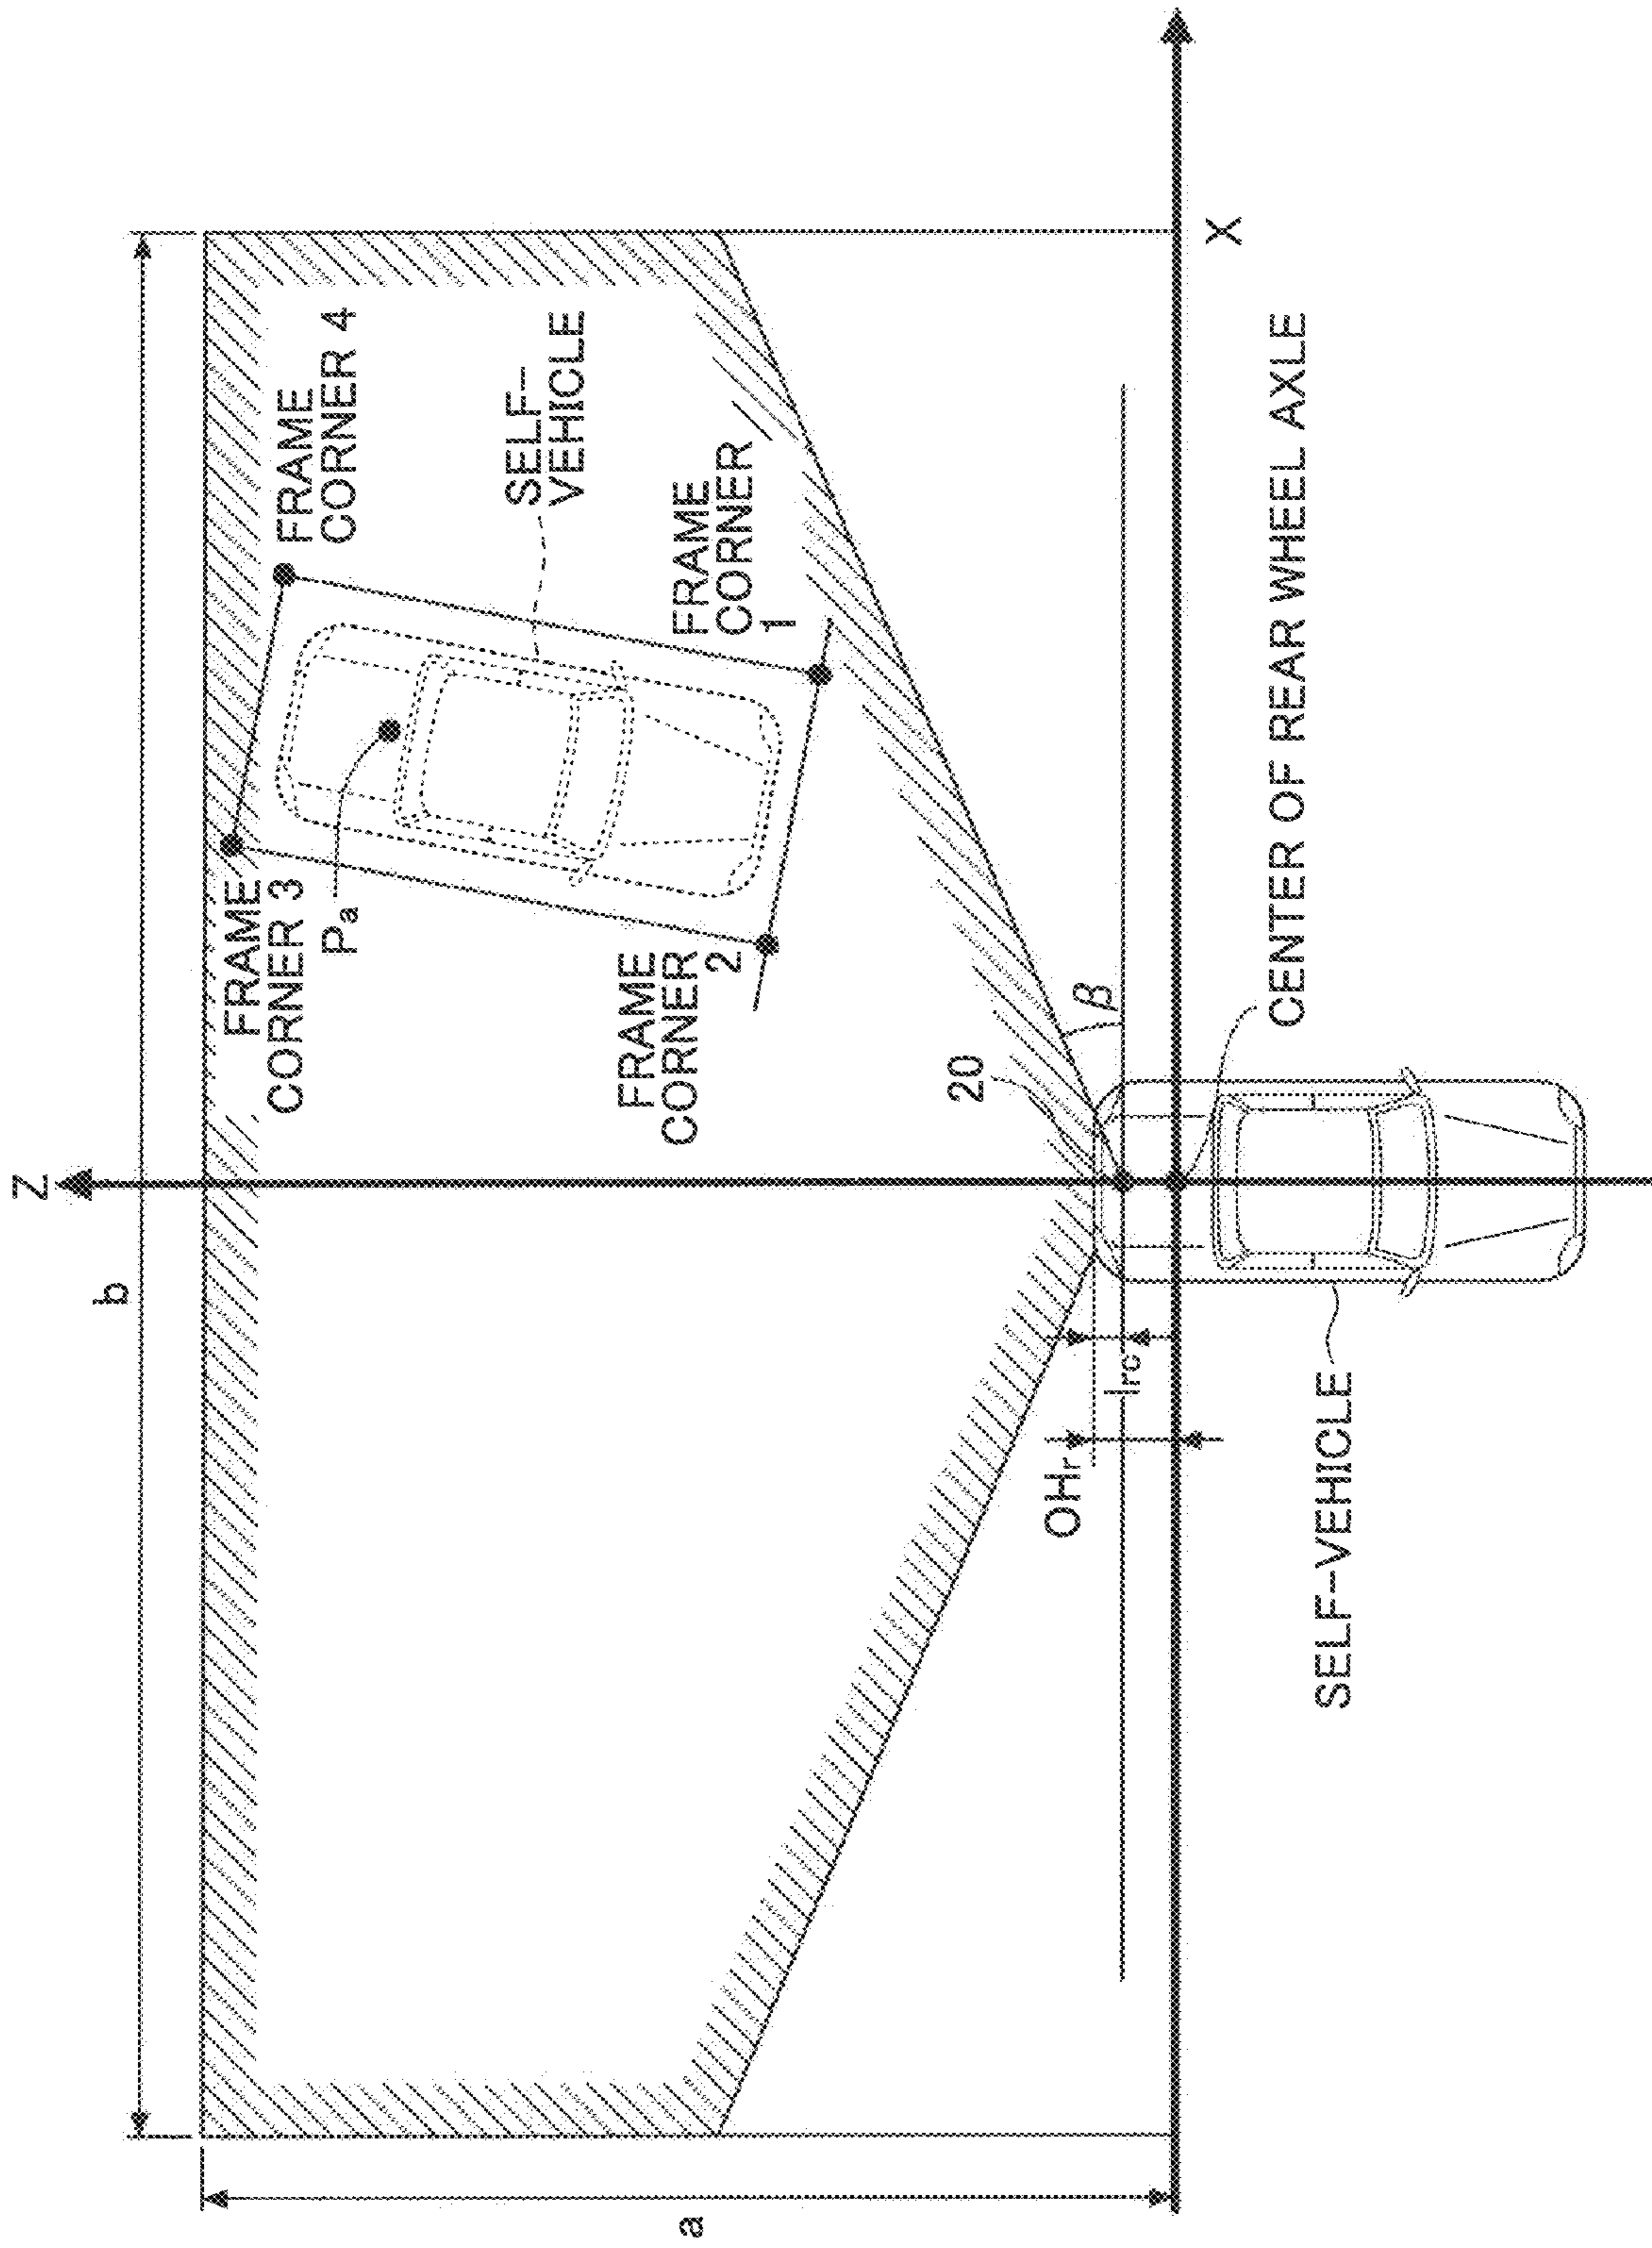 Z
b
FRAME
CORNER 3
Pa
FRAME
CORNER 4
SELF-
VEHICLE
FRAME
CORNER
2
FRAME
CORNER
1
a
20
β
OHr
lrc
X
CENTER OF REAR WHEEL AXLE
SELF-VEHICLE